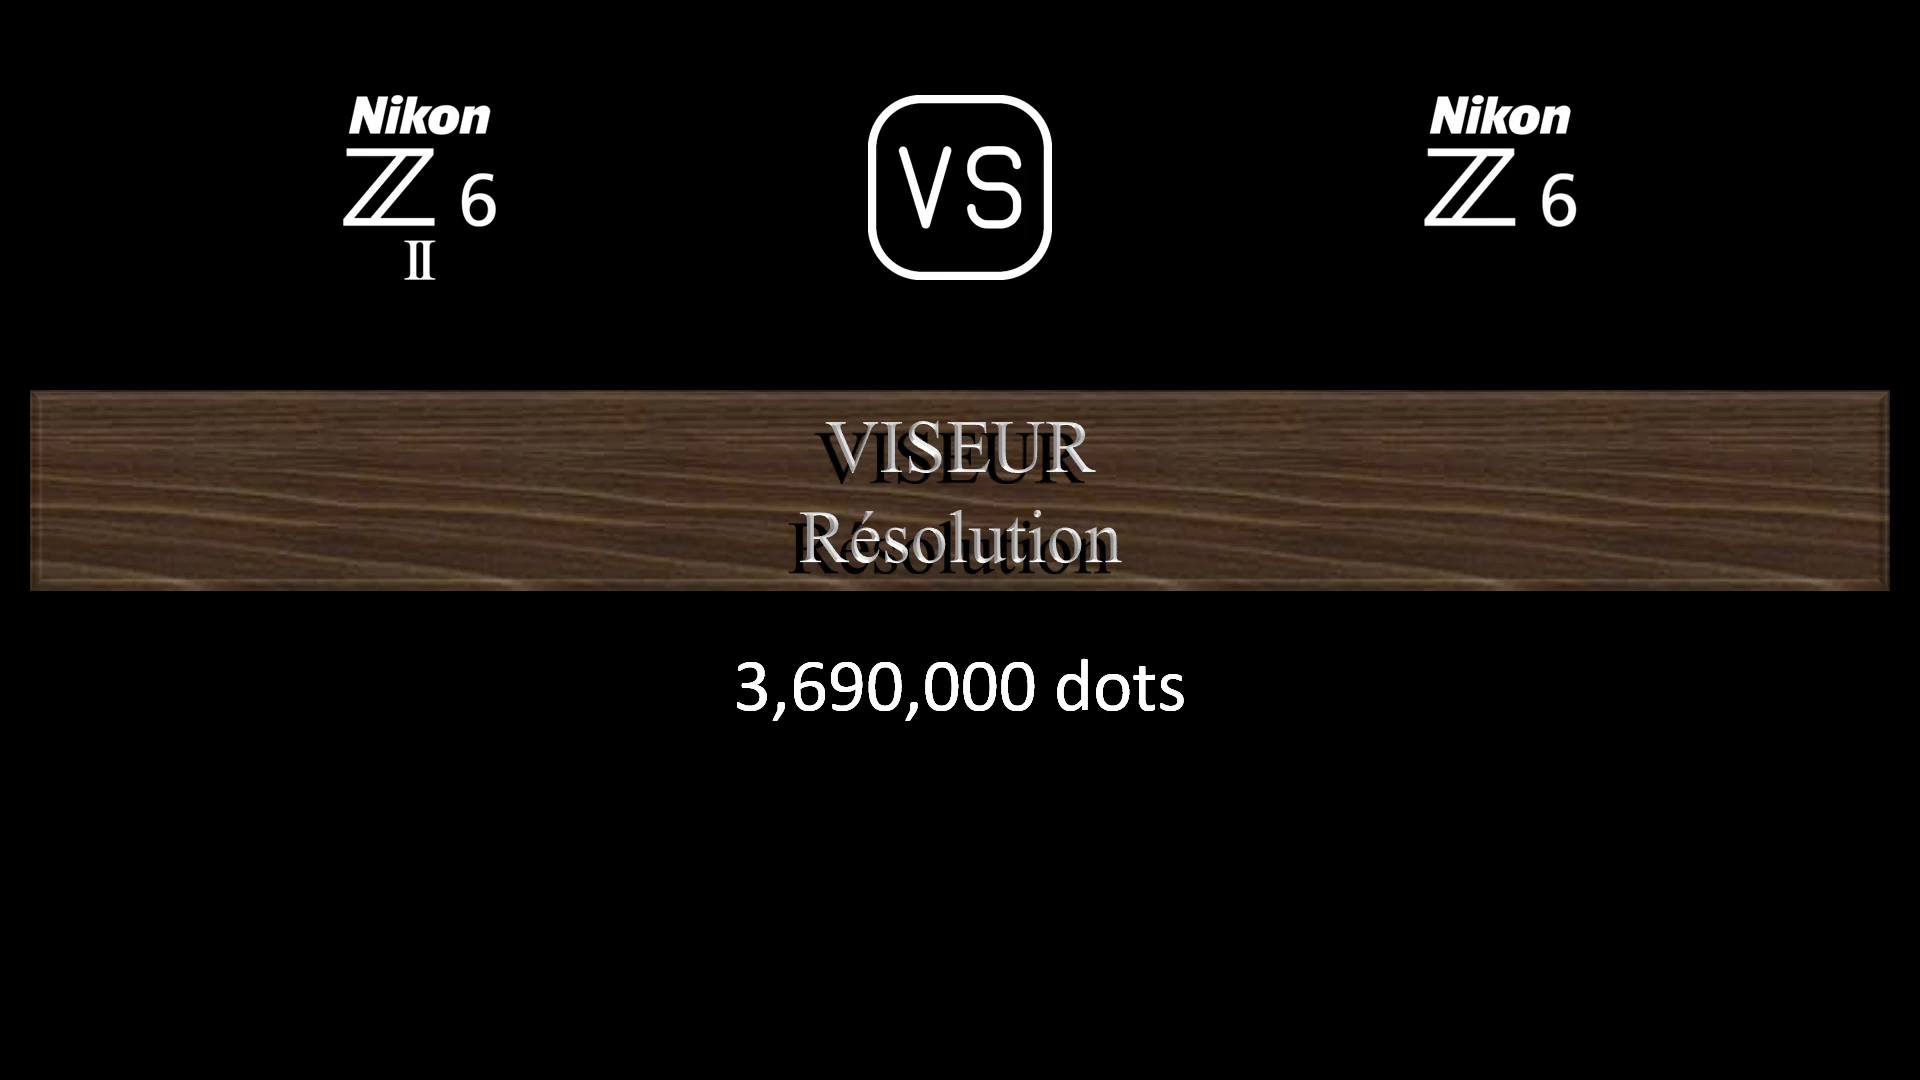 Nikon
Z 6
II
VS
Nikon
Z 6
VISEUR
Résolution
3,690,000 dots